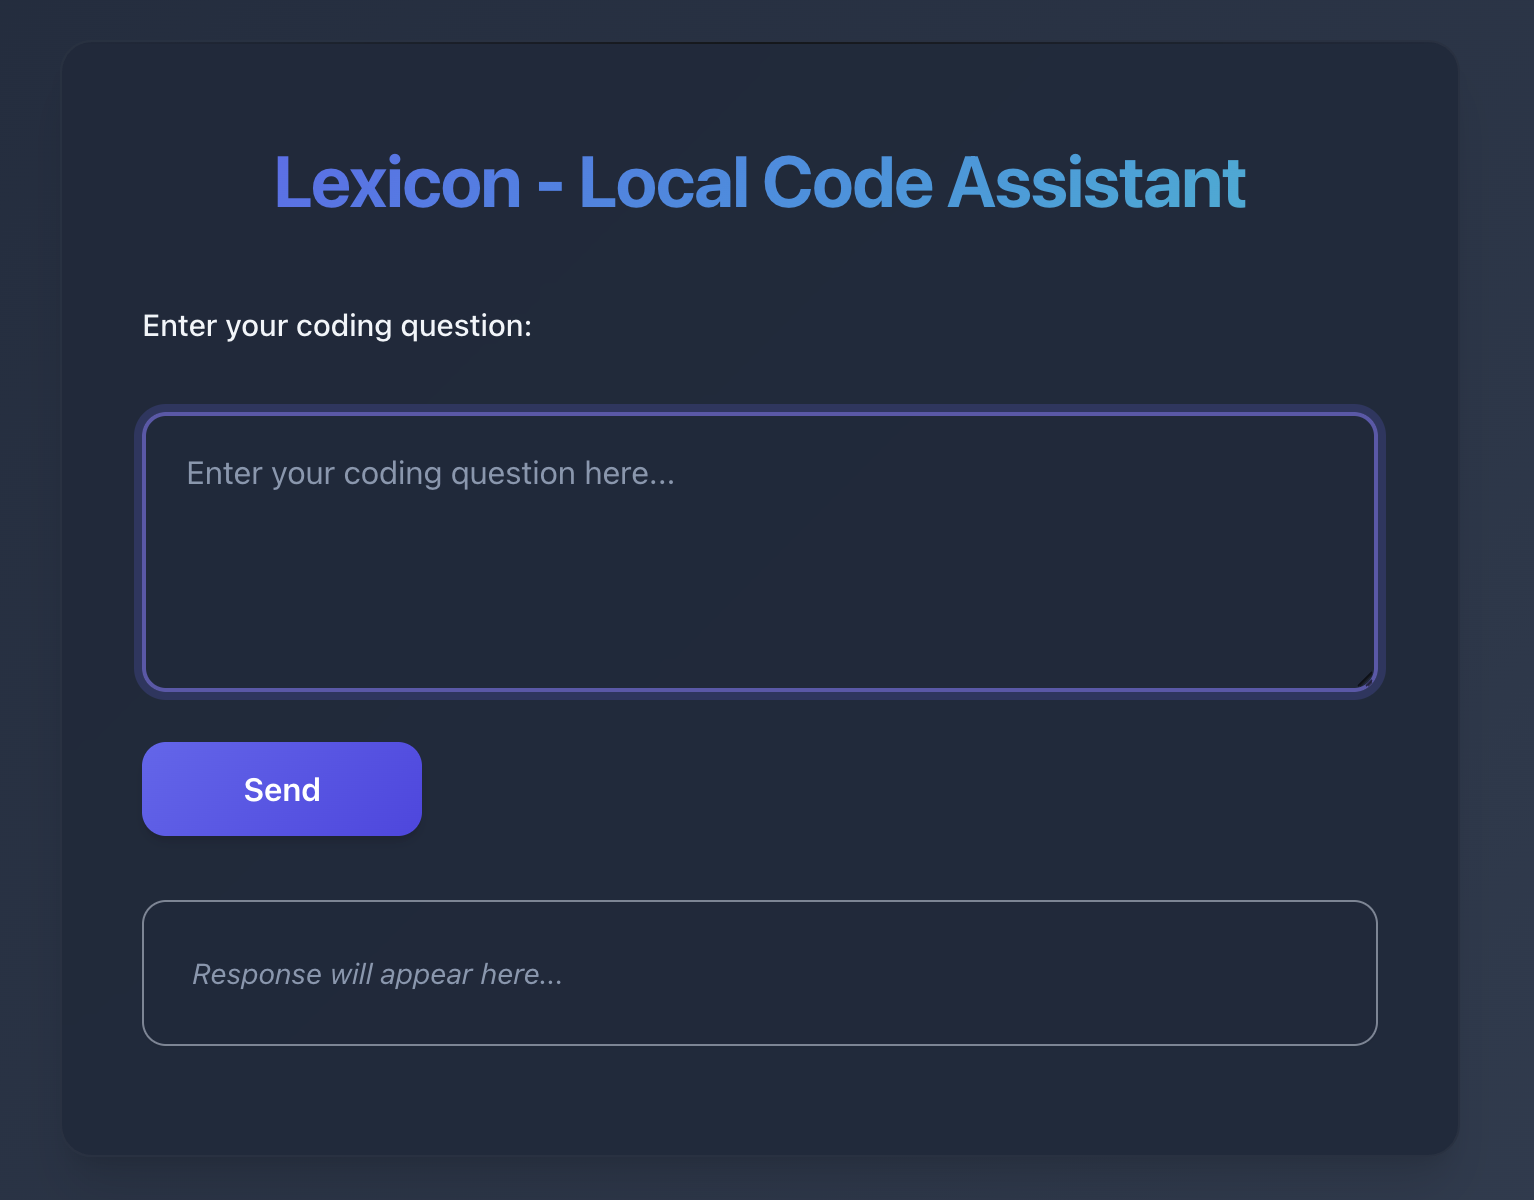 Lexicon - Local Code Assistant
Enter your coding question:
Enter your coding question here...
Send
Response will appear here...